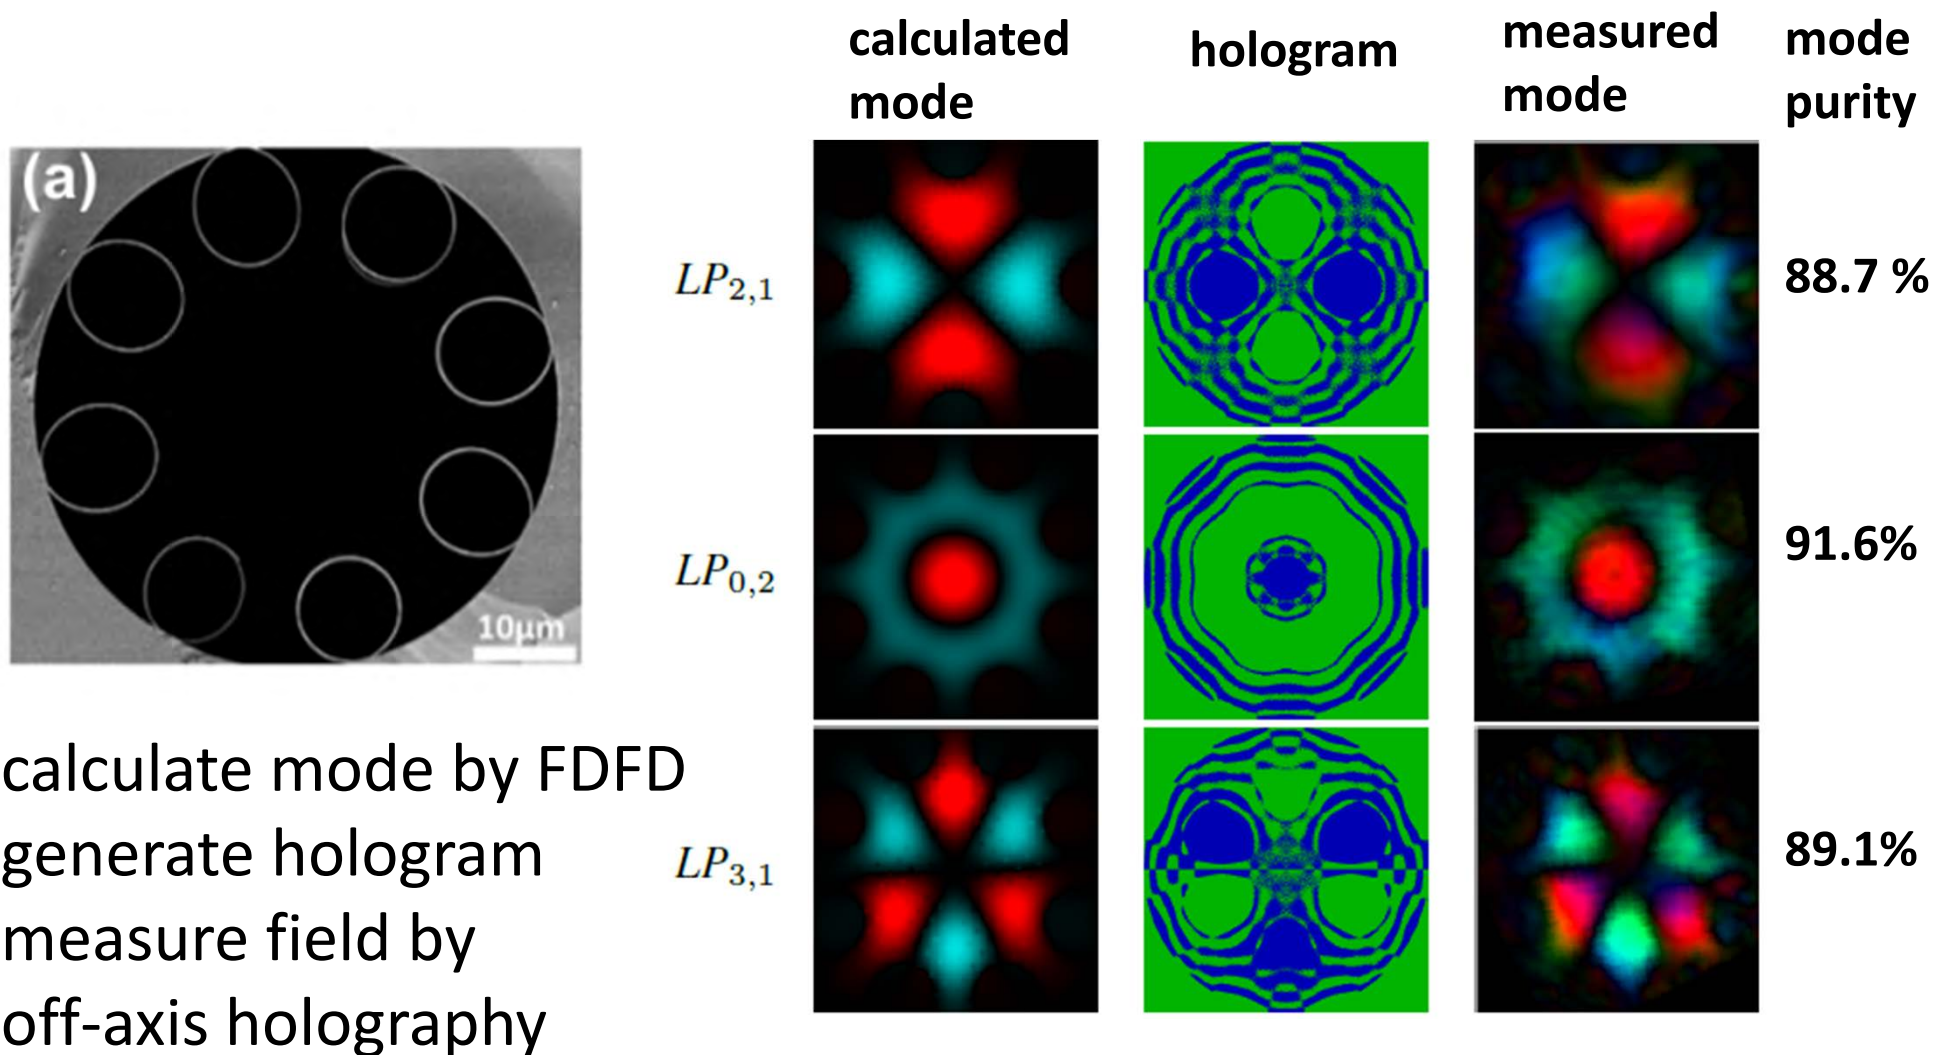 calculated
mode
hologram
measured
mode
mode
purity
(a)
10μm
LP2,1
88.7 %
LP0,2
91.6%
LP3,1
89.1%
calculate mode by FDFD
generate hologram
measure field by
off-axis holography